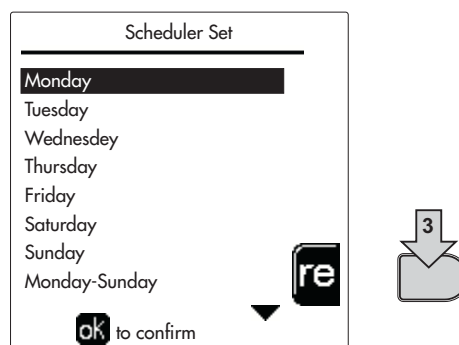 Scheduler Set
Monday
Tuesday
Wednesdey
Thursday
Friday
Saturday
Sunday
Monday-Sunday
re
ok to confirm
3